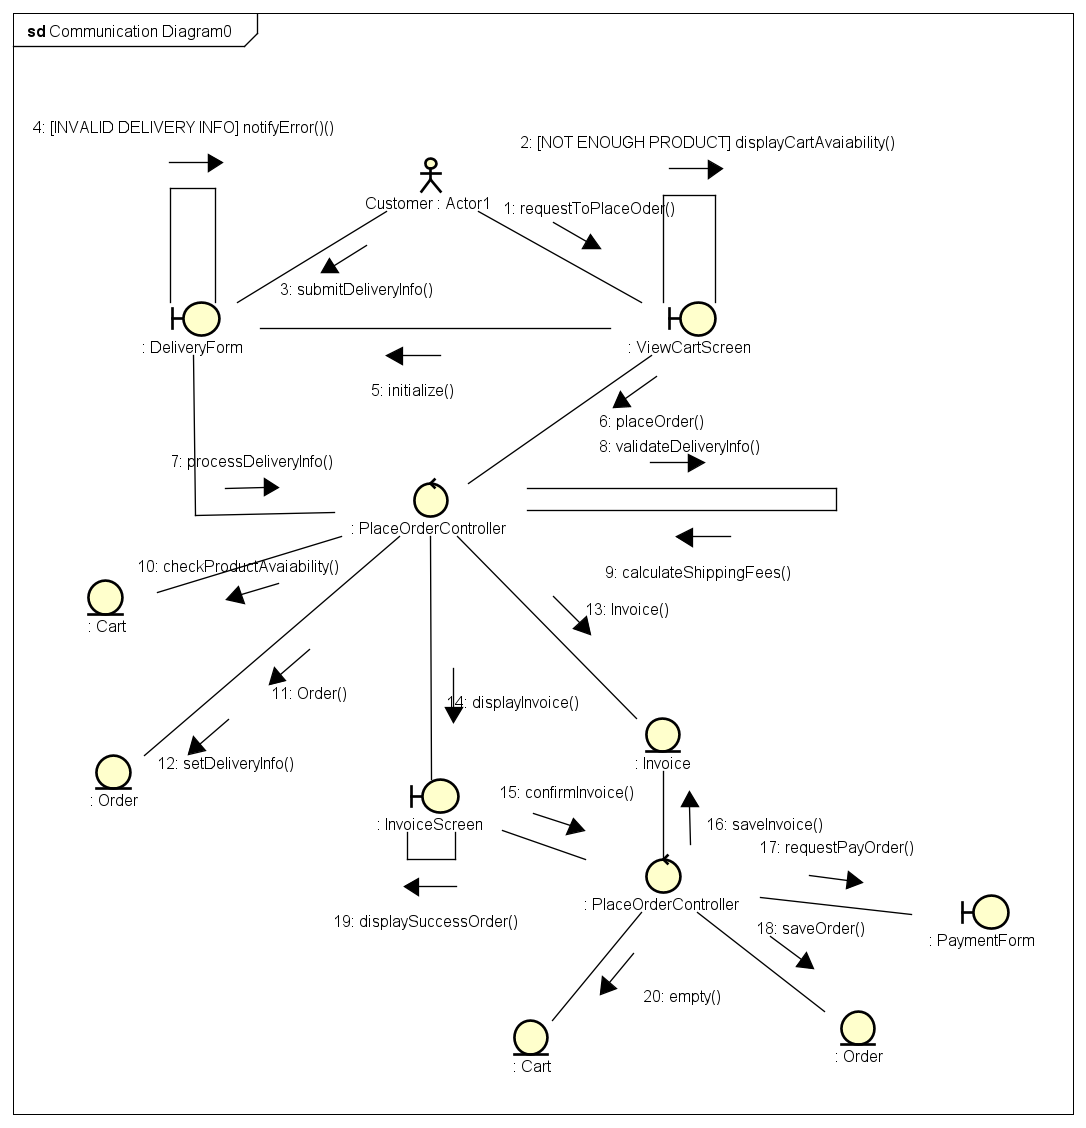 sd Communication Diagram0
4: [INVALID DELIVERY INFO] notifyError()()
2: [NOT ENOUGH PRODUCT] displayCartAvaiability()
Customer : Actor1
1: requestToPlaceOder()
3: submitDeliveryInfo()
: DeliveryForm
: ViewCartScreen
5: initialize()
6: placeOrder()
8: validateDeliveryInfo()
7: processDeliveryInfo()
: PlaceOrderController
10: checkProductAvaiability()
9: calculateShippingFees()
13: Invoice()
: Cart
11: Order()
14: displayInvoice()
12: setDeliveryInfo()
: Invoice
: Order
15: confirmInvoice()
: InvoiceScreen
16: saveInvoice()
17: requestPayOrder()
: PlaceOrderController
19: displaySuccessOrder()
18: saveOrder()
: PaymentForm
20: empty()
: Order
: Cart